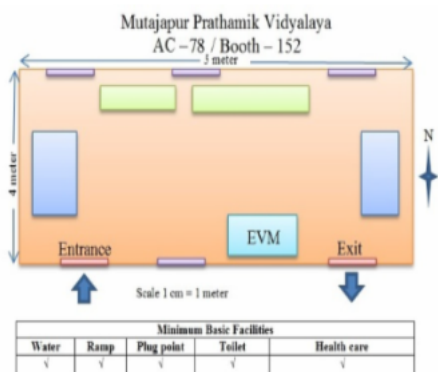 Mutajapur Prathamik Vidyalaya
AC –78 / Booth – 152
5 meter
4 meter
N
EVM
Entrance
Exit
Scale 1 cm = 1 meter
Minimum Basic Facilities
Water Ramp Plug point Toilet Health care
√ √ √ √ √